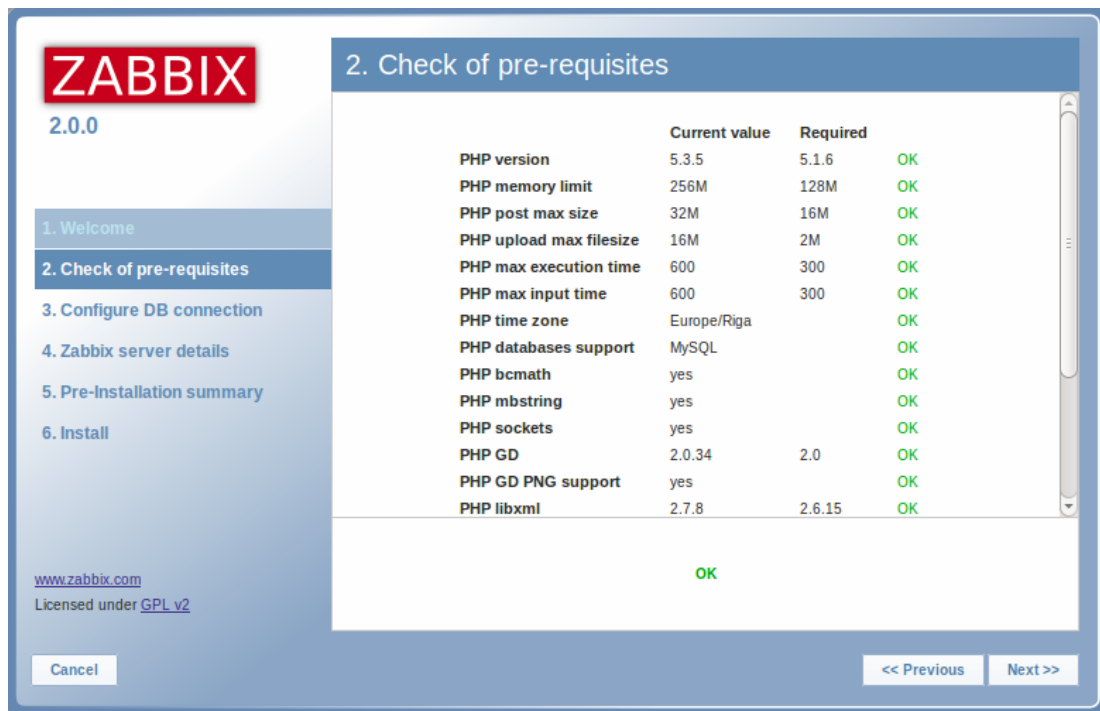 ZABBIX
2.0.0
1. Welcome
2. Check of pre-requisites
3. Configure DB connection
4. Zabbix server details
5. Pre-Installation summary
6. Install
www.zabbix.com
Licensed under GPL v2
2. Check of pre-requisites
Current value Required
PHP version 5.3.5 5.1.6 OK
PHP memory limit 256M 128M OK
PHP post max size 32M 16M OK
PHP upload max filesize 16M 2M OK
PHP max execution time 600 300 OK
PHP max input time 600 300 OK
PHP time zone Europe/Riga OK
PHP databases support MySQL OK
PHP bcmath yes OK
PHP mbstring yes OK
PHP sockets yes OK
PHP GD 2.0.34 2.0 OK
PHP GD PNG support yes OK
PHP libxml 2.7.8 2.6.15 OK
OK
Cancel << Previous Next >>